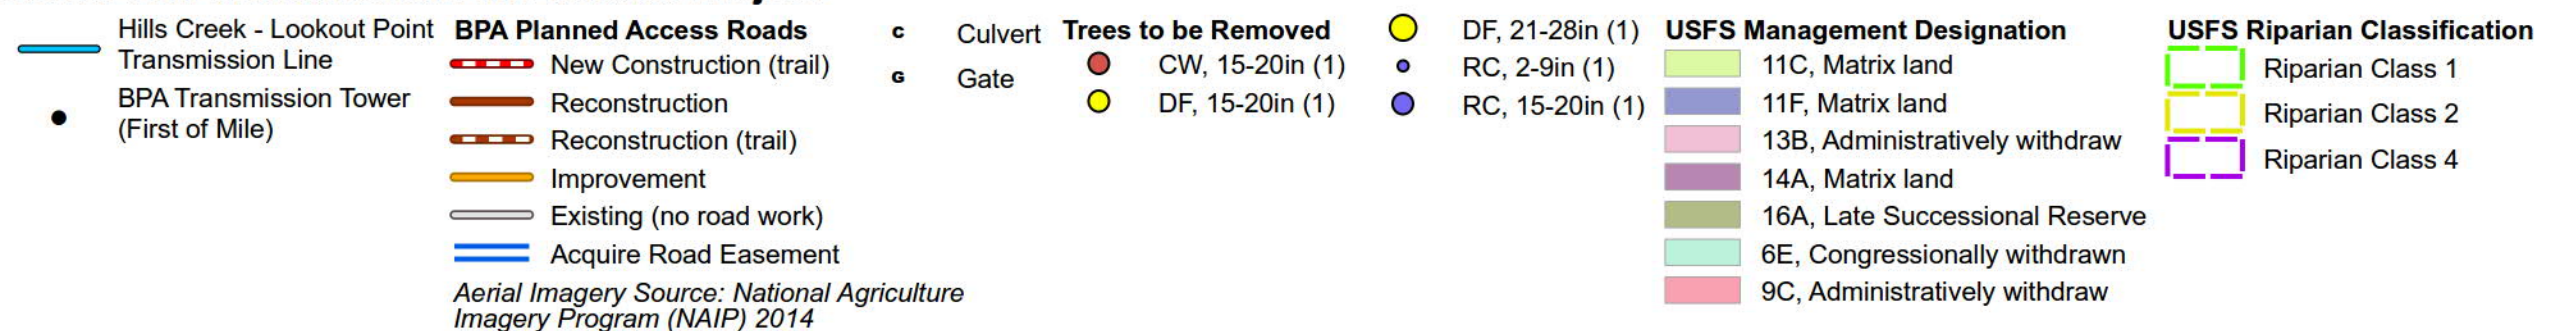 Hills Creek - Lookout Point
Transmission Line
BPA Transmission Tower
(First of Mile)
BPA Planned Access Roads
New Construction (trail)
Reconstruction
Reconstruction (trail)
Improvement
Existing (no road work)
Acquire Road Easement
Aerial Imagery Source: National Agriculture
Imagery Program (NAIP) 2014
C Culvert
G Gate
Trees to be Removed
CW, 15-20in (1)
DF, 15-20in (1)
DF, 21-28in (1)
RC, 2-9in (1)
RC, 15-20in (1)
USFS Management Designation
11C, Matrix land
11F, Matrix land
13B, Administratively withdraw
14A, Matrix land
16A, Late Successional Reserve
6E, Congressionally withdrawn
9C, Administratively withdraw
USFS Riparian Classification
Riparian Class 1
Riparian Class 2
Riparian Class 4